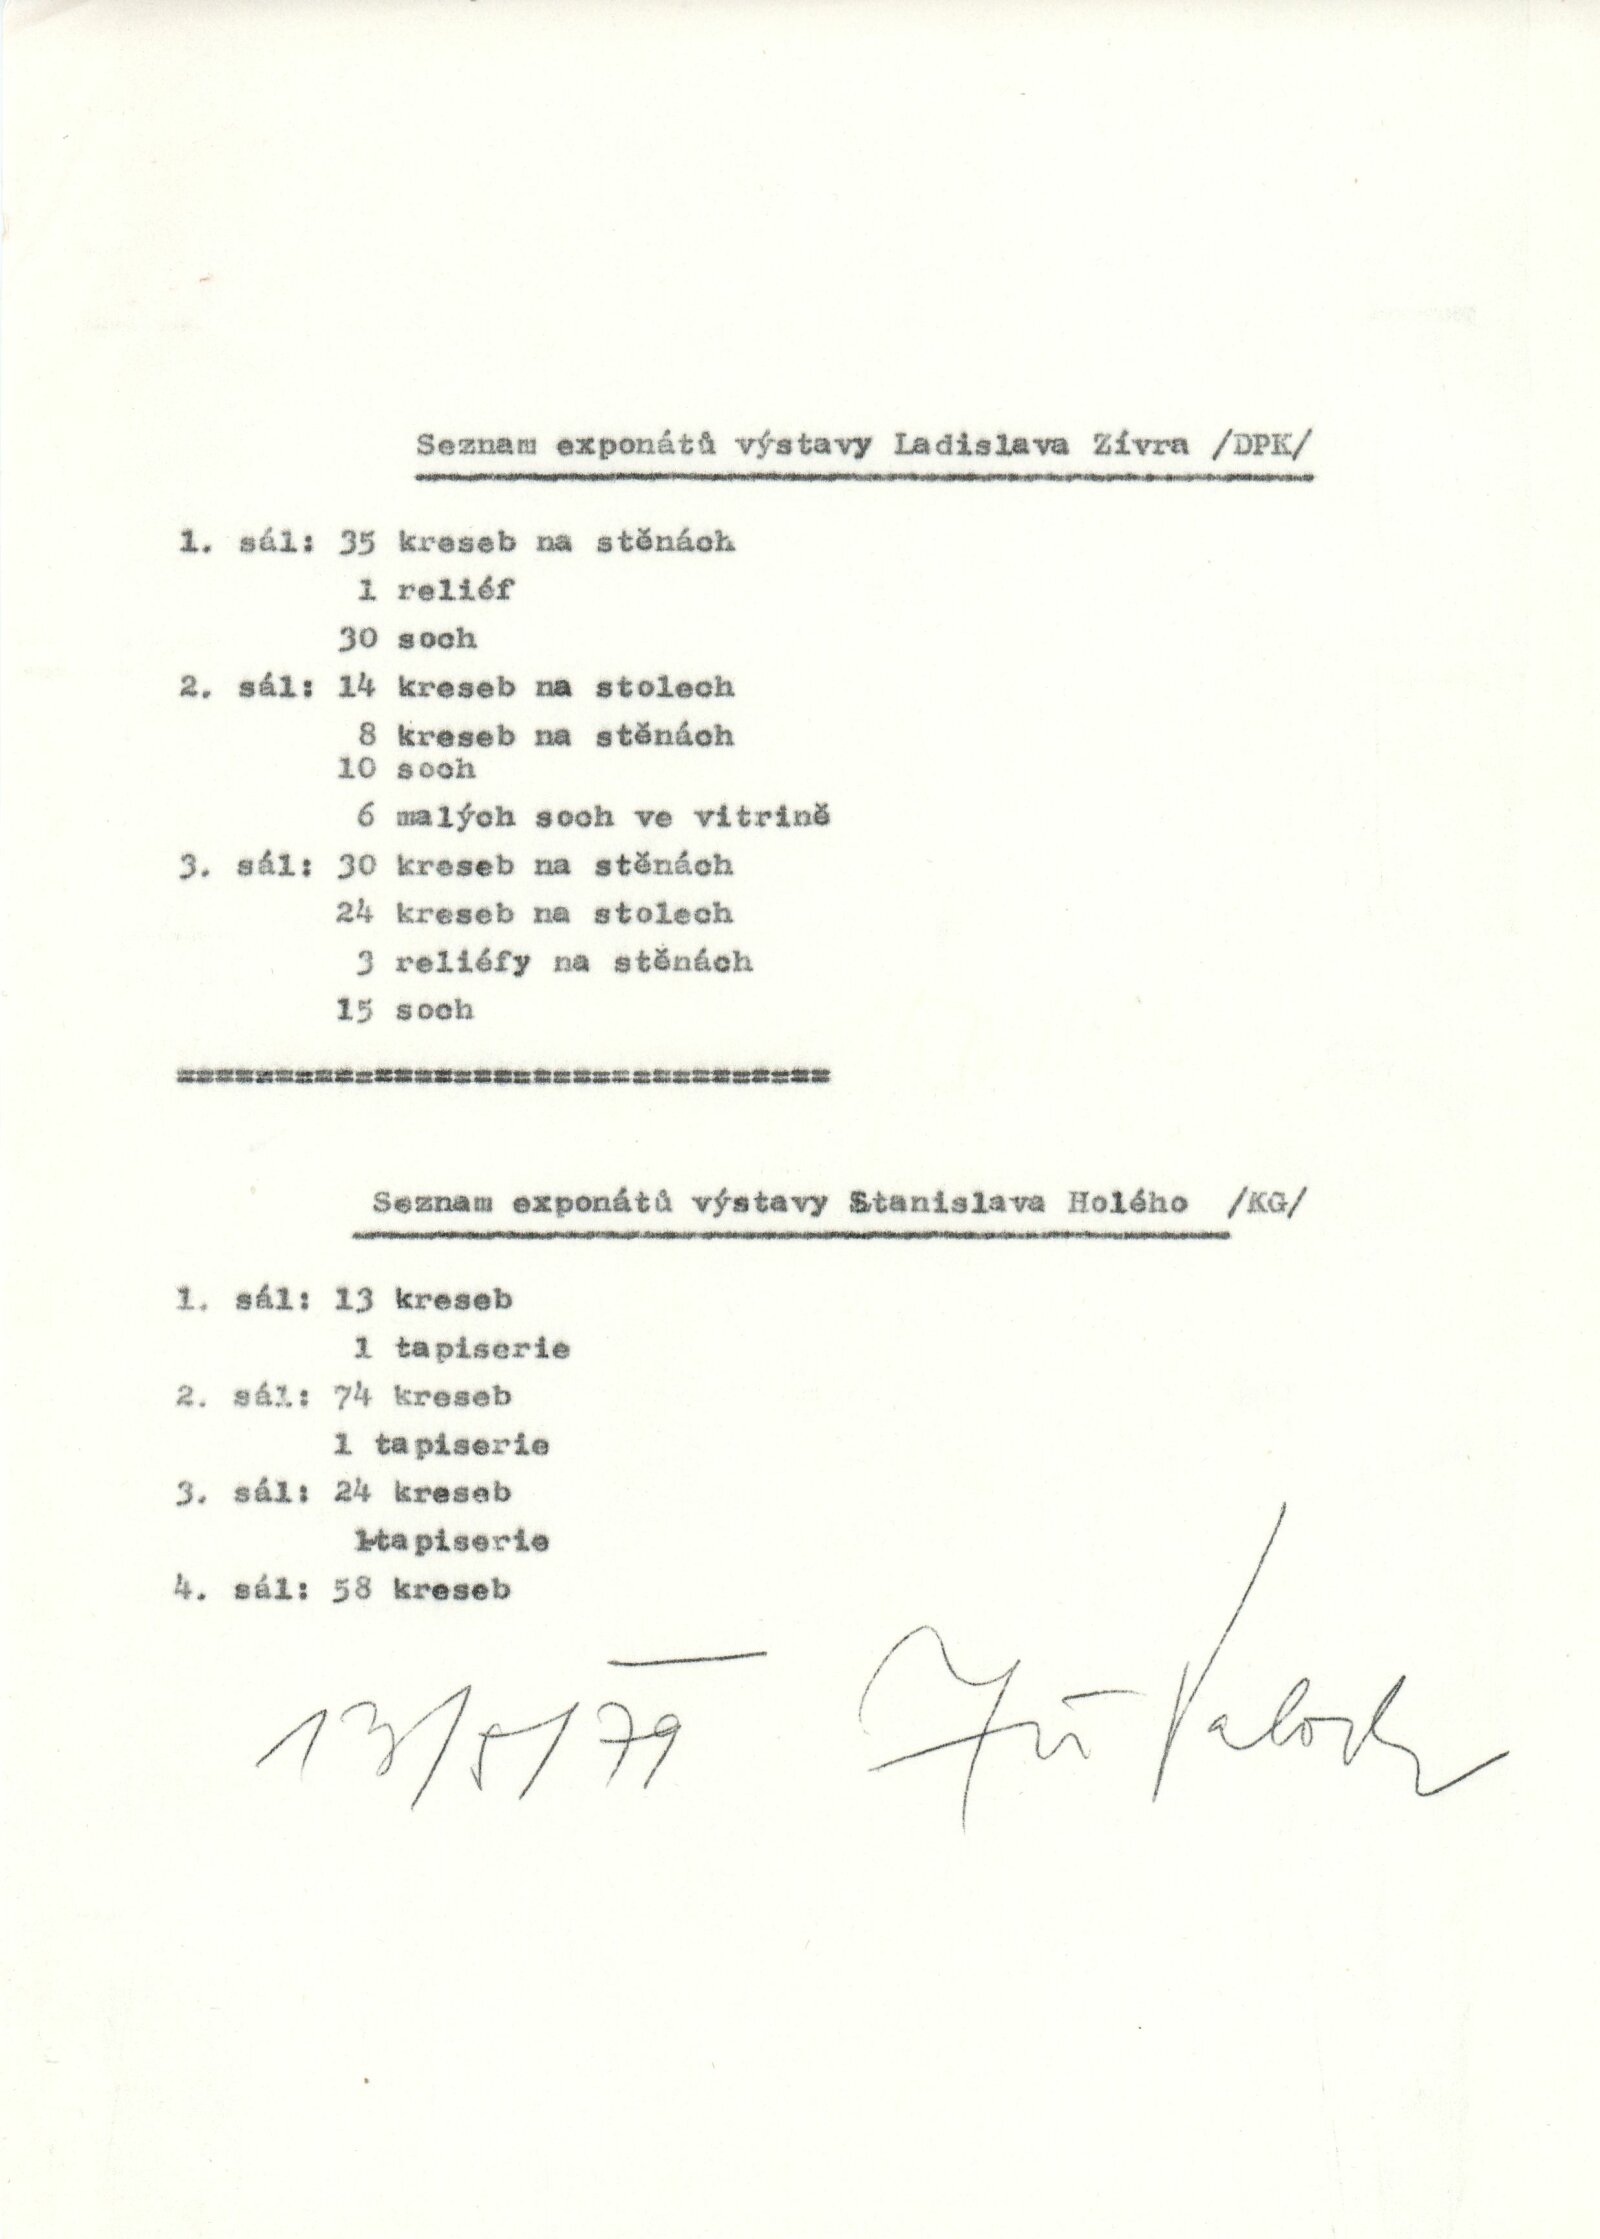 Seznam exponátů výstavy Ladislava Zívra /DPK/
1. sál: 35 kreseb na stěnách
1 reliéf
30 soch
2. sál: 14 kreseb na stolech
8 kreseb na stěnách
10 soch
6 malých soch ve vitrině
3. sál: 30 kreseb na stěnách
24 kreseb na stolech
3 reliéfy na stěnách
15 soch
=================================
Seznam exponátů výstavy Stanislava Holého /KG/
1. sál: 13 kreseb
1 tapiserie
2. sál: 74 kreseb
1 tapiserie
3. sál: 24 kreseb
1 tapiserie
4. sál: 58 kreseb
13/5/79 Jiří Valoch